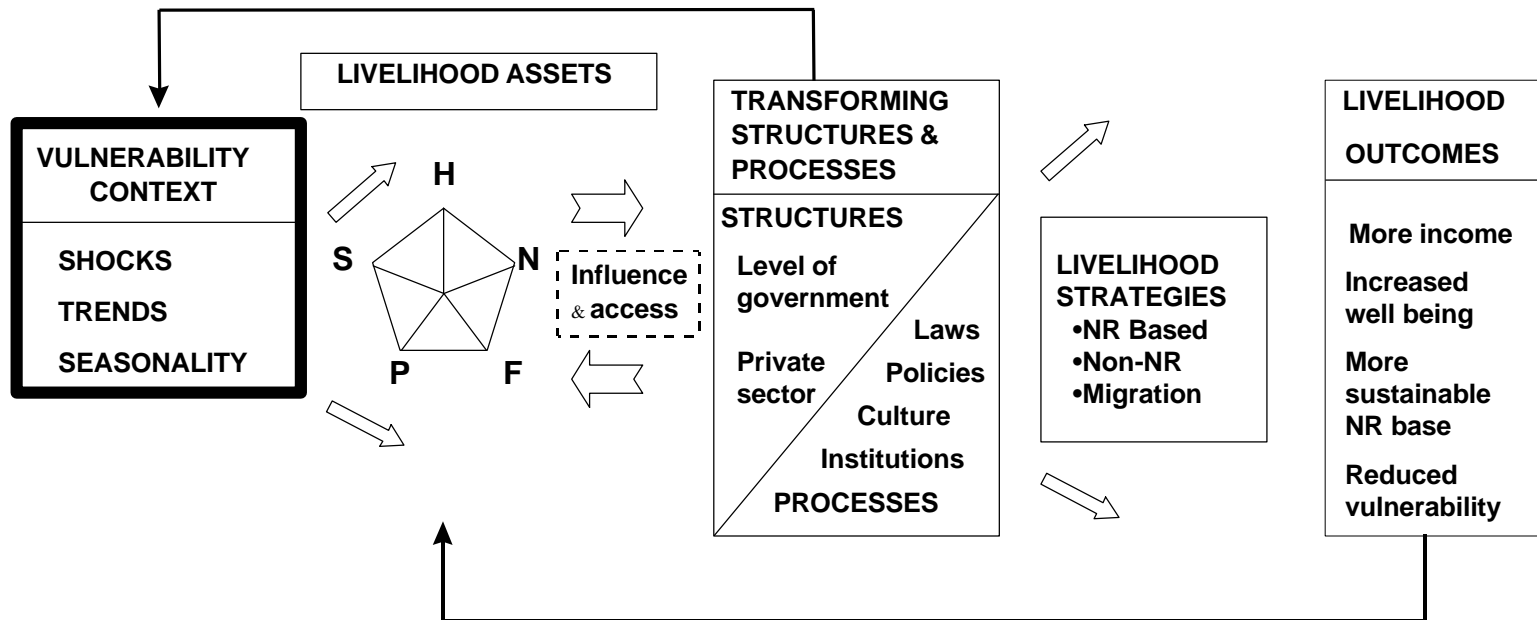 LIVELIHOOD ASSETS
VULNERABILITY
CONTEXT
SHOCKS
TRENDS
SEASONALITY
H
S
N
P
F
Influence
& access
TRANSFORMING
STRUCTURES &
PROCESSES
STRUCTURES
Level of
government
Private
sector
Laws
Policies
Culture
Institutions
PROCESSES
LIVELIHOOD
STRATEGIES
•NR Based
•Non-NR
•Migration
LIVELIHOOD
OUTCOMES
More income
Increased
well being
More
sustainable
NR base
Reduced
vulnerability